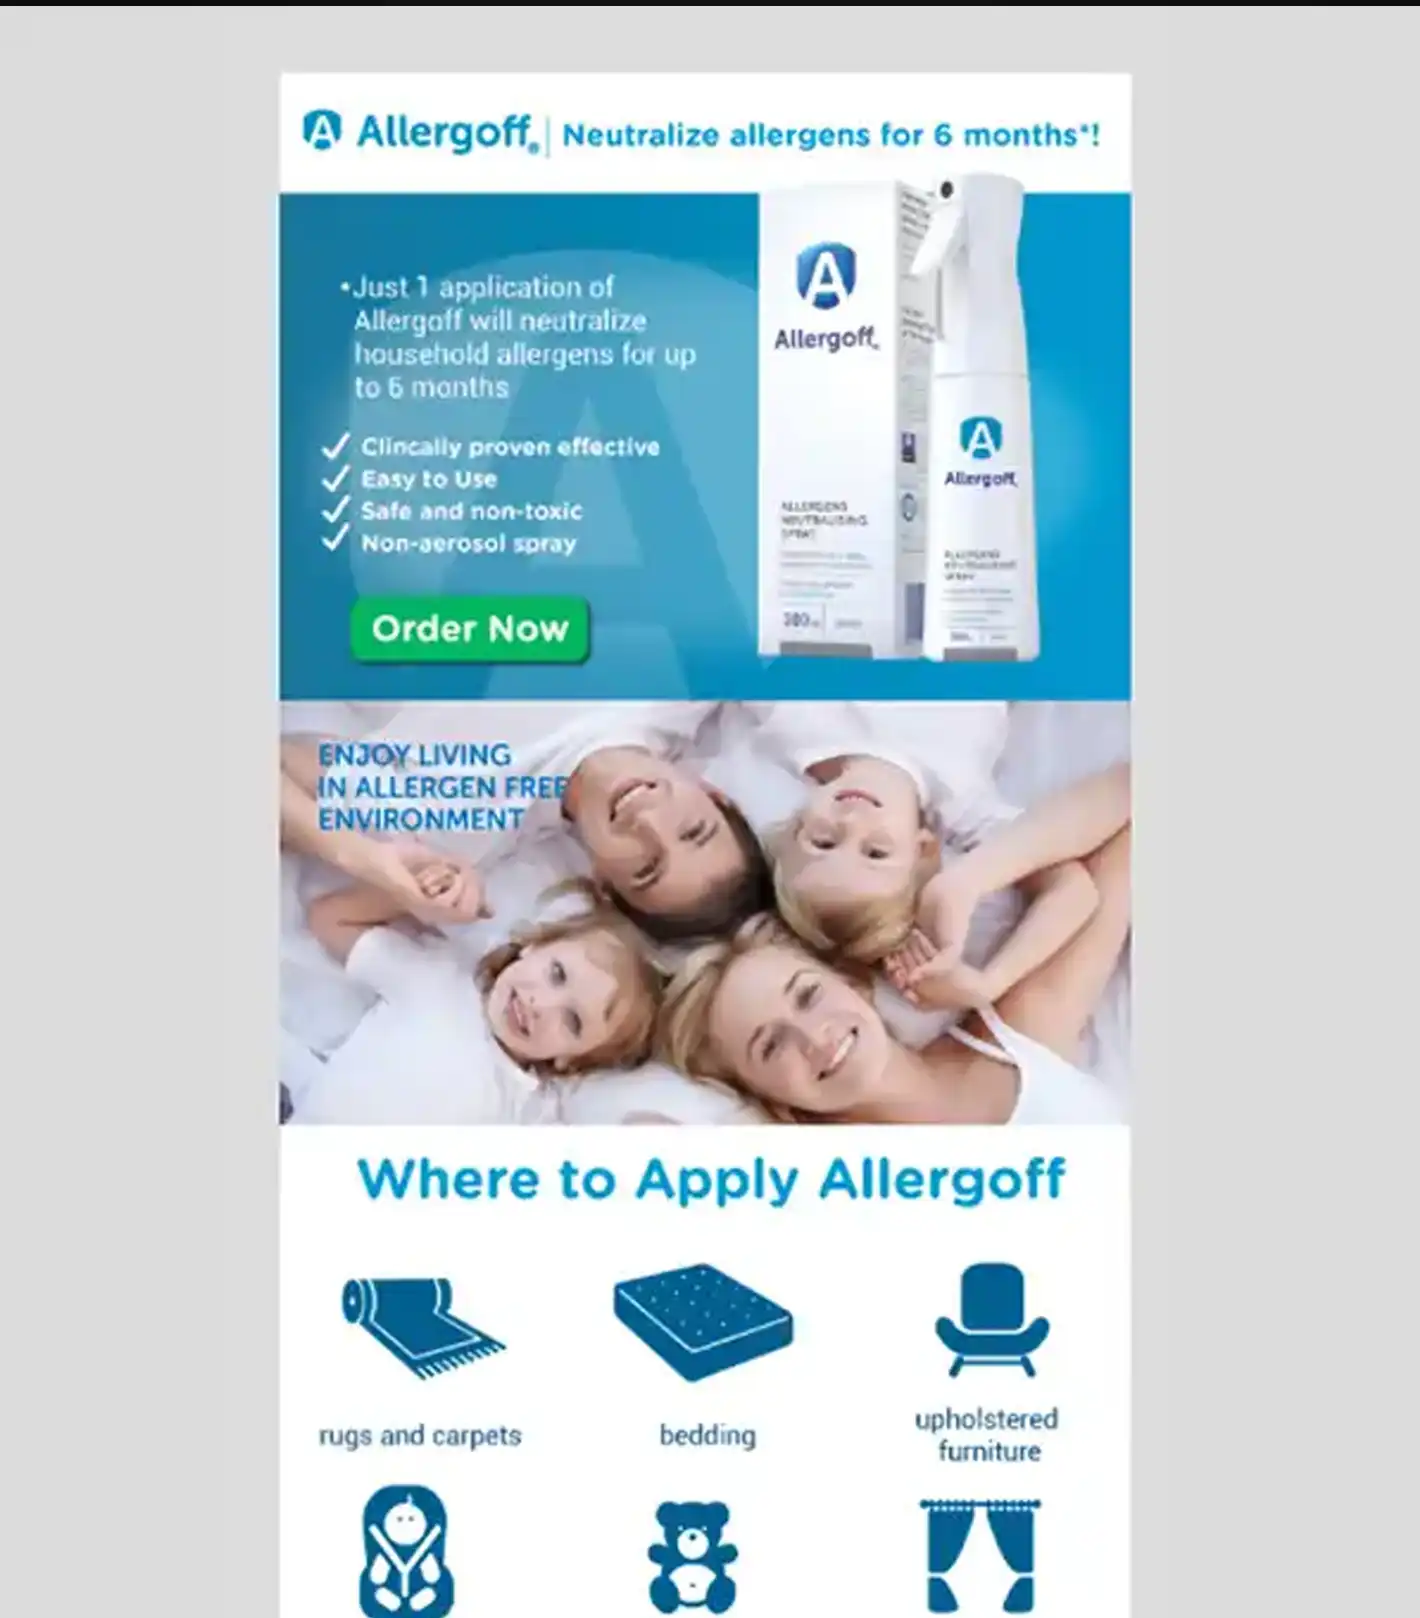 A Allergoff® Neutralize allergens for 6 months*!
•Just 1 application of
Allergoff will neutralize
household allergens for up
to 6 months
Clincally proven effective
Easy to Use
Safe and non-toxic
Non-aerosol spray
Order Now
A
Allergoff
ALLERGENS
NEUTRALISING
SPRAY
A
Allergoff
ENJOY LIVING
IN ALLERGEN FREE
ENVIRONMENT
Where to Apply Allergoff
rugs and carpets
bedding
upholstered
furniture